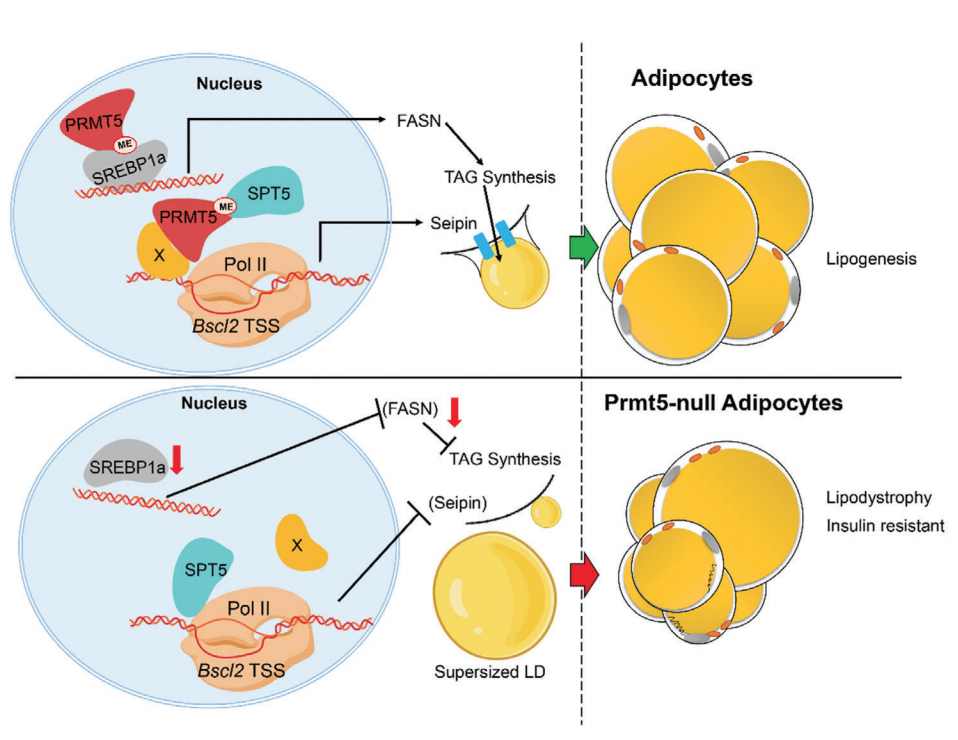 Nucleus
Adipocytes
PRMT5
ME
SREBP1a
FASN
TAG Synthesis
SPT5
ME
PRMT5
Seipin
X
Pol II
Bscl2 TSS
Lipogenesis
Nucleus
Prmt5-null Adipocytes
(FASN)
SREBP1a
TAG Synthesis
(Seipin)
Lipodystrophy
Insulin resistant
X
SPT5
Pol II
Bscl2 TSS
Supersized LD